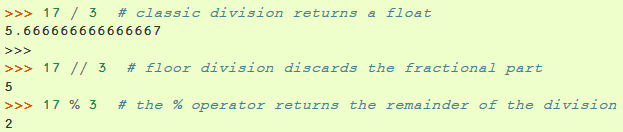 >>> 17 / 3  # classic division returns a float
5.666666666666667
>>>
>>> 17 // 3  # floor division discards the fractional part
5
>>> 17 % 3  # the % operator returns the remainder of the division
2